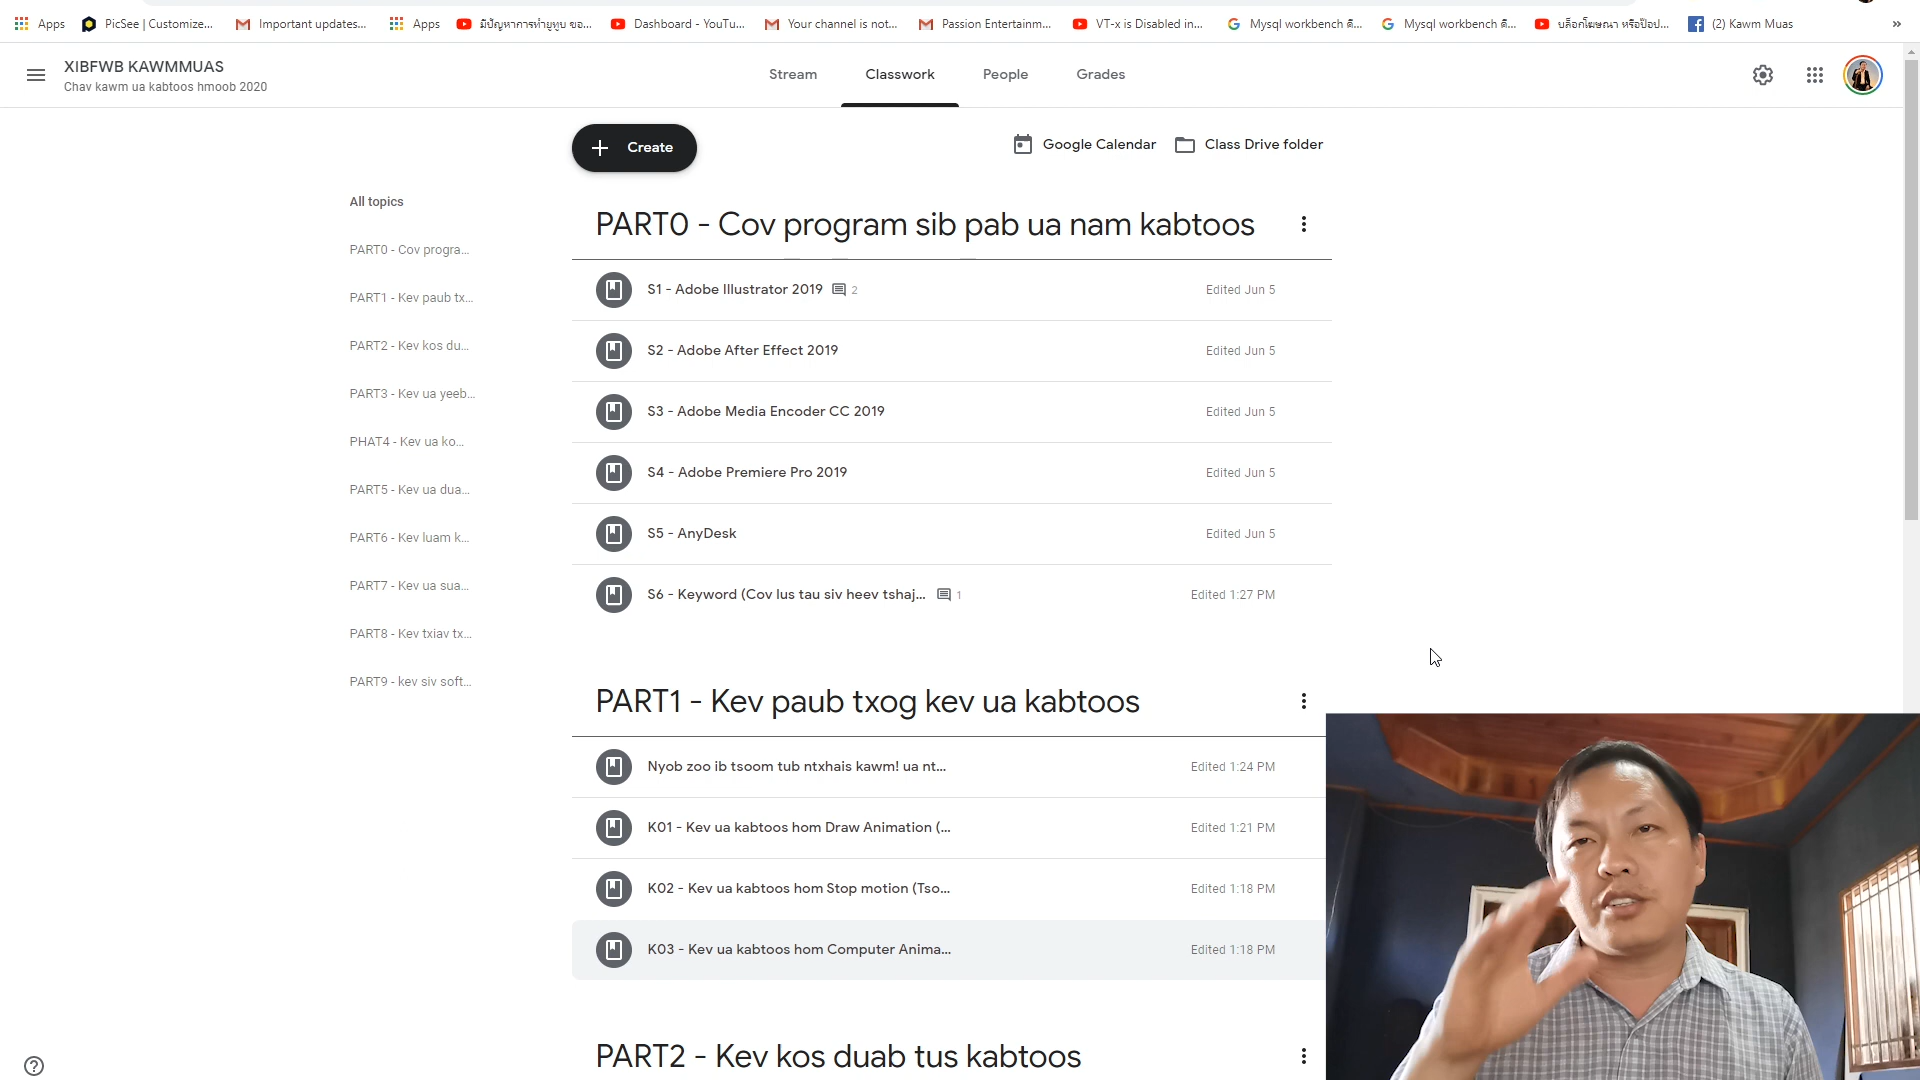 Apps
PicSee | Customize...
Important updates...
Apps
มีปัญหาการทำยูทูบ ขอ...
Dashboard - YouTu...
Your channel is not...
Passion Entertainm...
VT-x is Disabled in...
Mysql workbench ดี...
Mysql workbench ดี...
บล็อกโฆษณา หรือป๊อป...
(2) Kawm Muas
»
XIBFWB KAWMMUAS
Chav kawm ua kabtoos hmoob 2020
Stream
Classwork
People
Grades
Create
Google Calendar
Class Drive folder
All topics
PART0 - Cov progra...
PART1 - Kev paub tx...
PART2 - Kev kos du...
PART3 - Kev ua yeeb...
PHAT4 - Kev ua ko...
PART5 - Kev ua dua...
PART6 - Kev luam k...
PART7 - Kev ua sua...
PART8 - Kev txiav tx...
PART9 - kev siv soft...
PART0 - Cov program sib pab ua nam kabtoos
S1 - Adobe Illustrator 2019 2 Edited Jun 5
S2 - Adobe After Effect 2019 Edited Jun 5
S3 - Adobe Media Encoder CC 2019 Edited Jun 5
S4 - Adobe Premiere Pro 2019 Edited Jun 5
S5 - AnyDesk Edited Jun 5
S6 - Keyword (Cov lus tau siv heev tshaj... 1 Edited 1:27 PM
PART1 - Kev paub txog kev ua kabtoos
Nyob zoo ib tsoom tub ntxhais kawm! ua nt... Edited 1:24 PM
K01 - Kev ua kabtoos hom Draw Animation (... Edited 1:21 PM
K02 - Kev ua kabtoos hom Stop motion (Tso... Edited 1:18 PM
K03 - Kev ua kabtoos hom Computer Anima... Edited 1:18 PM
PART2 - Kev kos duab tus kabtoos